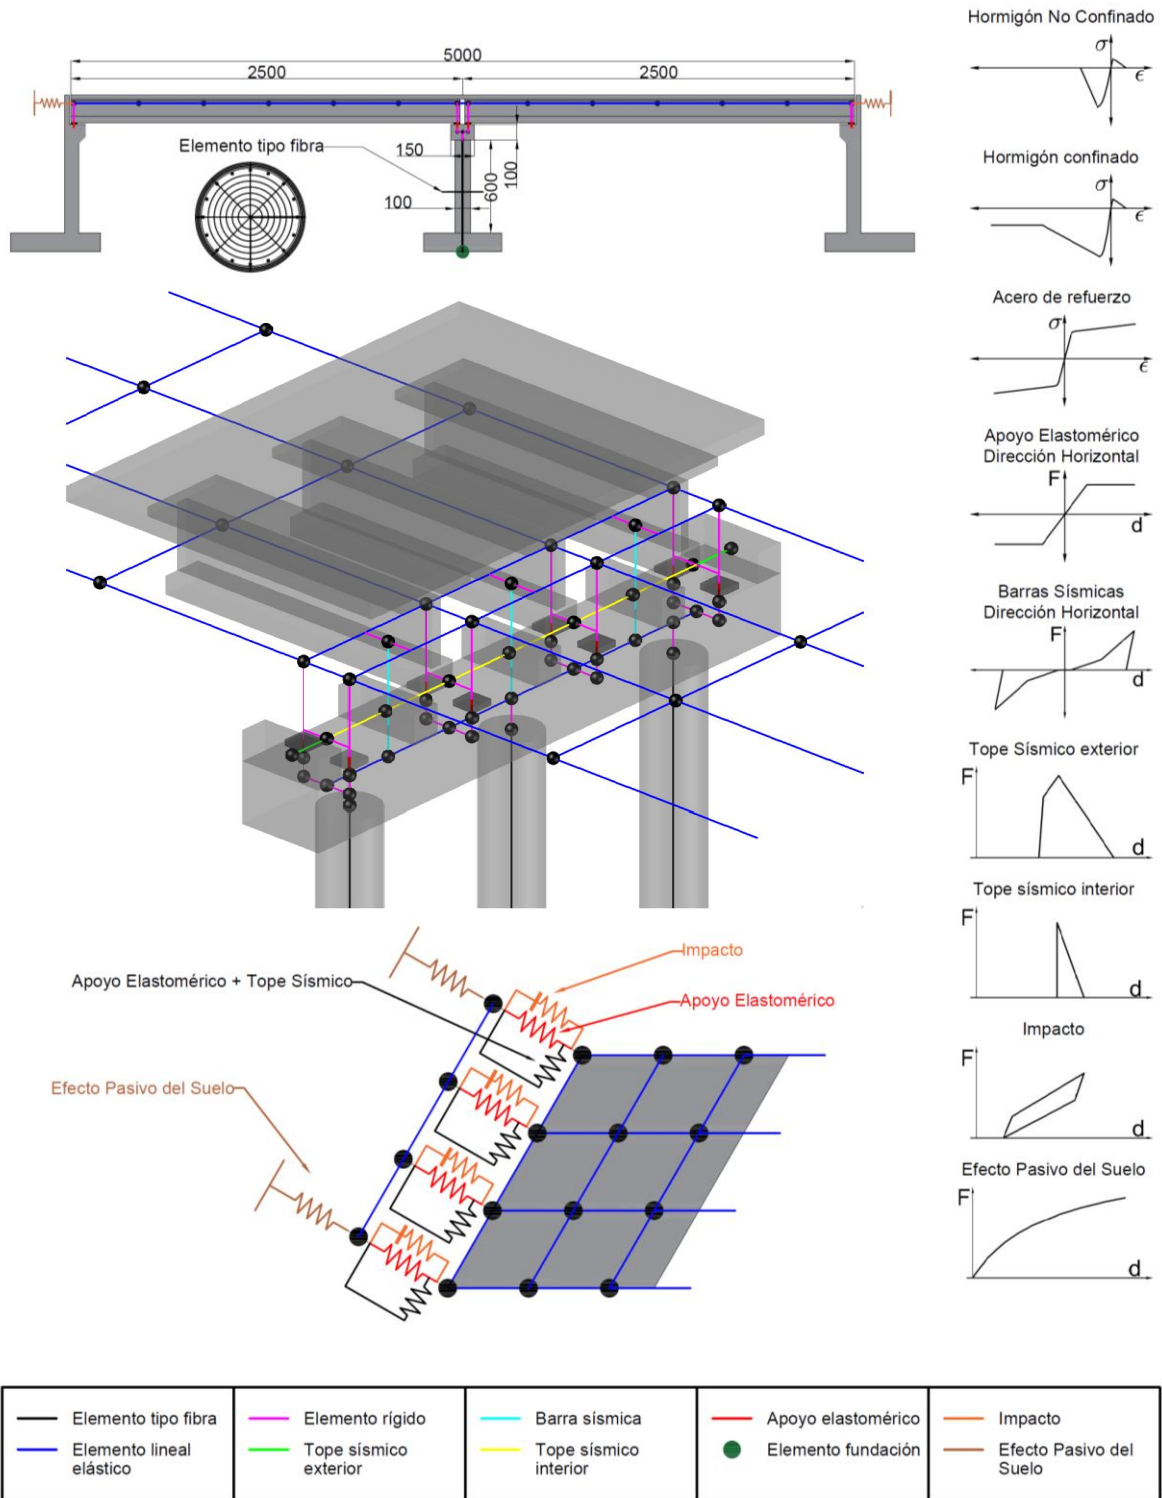 5000
2500
2500
Elemento tipo fibra
150
100
600
100
Hormigón No Confinado
σ
ϵ
Hormigón confinado
σ
ϵ
Acero de refuerzo
σ
ϵ
Apoyo Elastomérico
Dirección Horizontal
F
d
Barras Sísmicas
Dirección Horizontal
F
d
Tope Sísmico exterior
F
d
Tope sísmico interior
F
d
Impacto
F
d
Efecto Pasivo del Suelo
F
d
Impacto
Apoyo Elastomérico + Tope Sísmico
Apoyo Elastomérico
Efecto Pasivo del Suelo
Elemento tipo fibra
Elemento lineal
elástico
Elemento rígido
Tope sísmico
exterior
Barra sísmica
Tope sísmico
interior
Apoyo elastomérico
Elemento fundación
Impacto
Efecto Pasivo del
Suelo